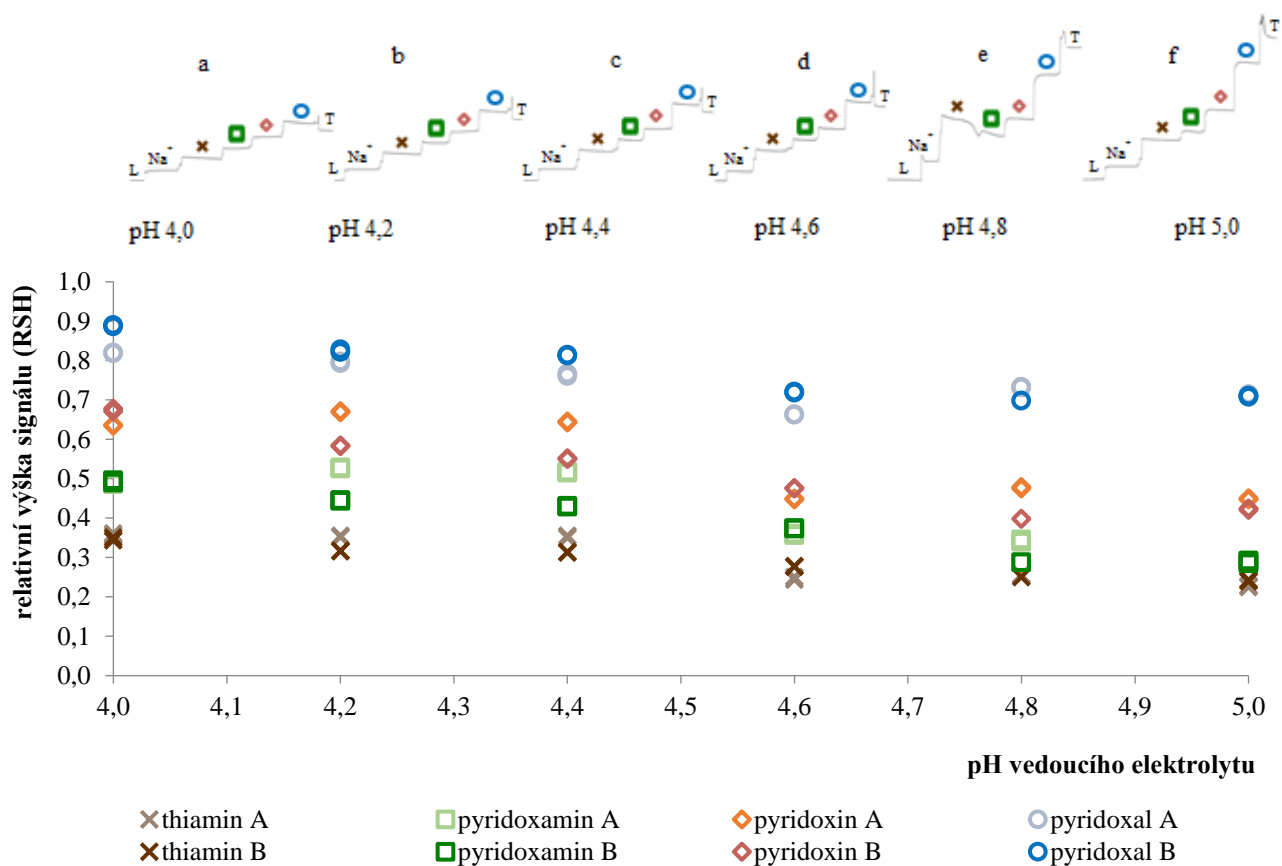 a b c d e f
L Na+ T
L Na+ T
L Na+ T
L Na+ T
L Na+ T
L Na+ T
pH 4,0 pH 4,2 pH 4,4 pH 4,6 pH 4,8 pH 5,0
relativní výška signálu (RSH)
1,0
0,9
0,8
0,7
0,6
0,5
0,4
0,3
0,2
0,1
0,0
4,0 4,1 4,2 4,3 4,4 4,5 4,6 4,7 4,8 4,9 5,0
pH vedoucího elektrolytu
thiamin A pyridoxamin A pyridoxin A pyridoxal A
thiamin B pyridoxamin B pyridoxin B pyridoxal B